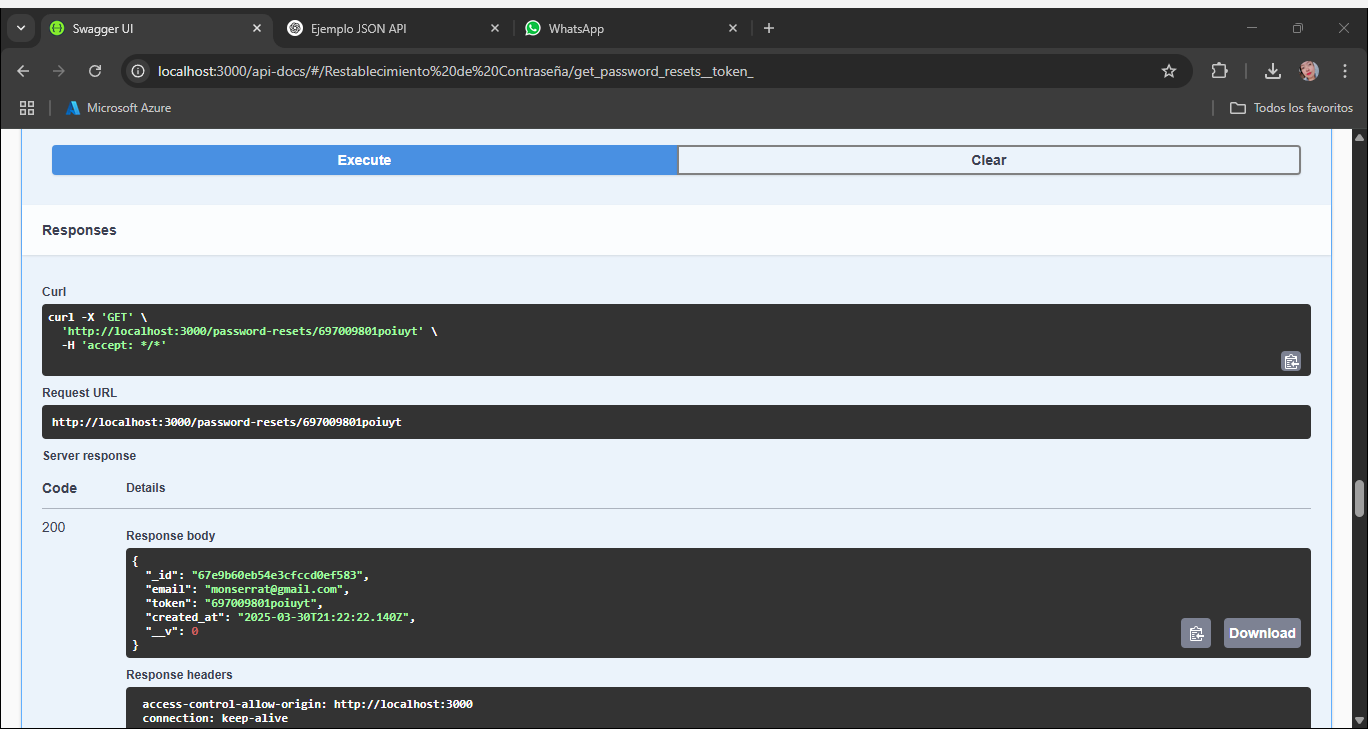 Swagger UI
Ejemplo JSON API
WhatsApp
localhost:3000/api-docs/#/Restablecimiento%20de%20Contraseña/get_password_resets__token_
Microsoft Azure
Todos los favoritos
Execute
Clear
Responses
Curl
curl -X 'GET' \
'http://localhost:3000/password-resets/697009801poiuyt' \
-H 'accept: */*'
Request URL
http://localhost:3000/password-resets/697009801poiuyt
Server response
Code
Details
200
Response body
{
"_id": "67e9b60eb54e3cfccd0ef583",
"email": "monserrat@gmail.com",
"token": "697009801poiuyt",
"created_at": "2025-03-30T21:22:22.140Z",
"__v": 0
}
Download
Response headers
access-control-allow-origin: http://localhost:3000
connection: keep-alive